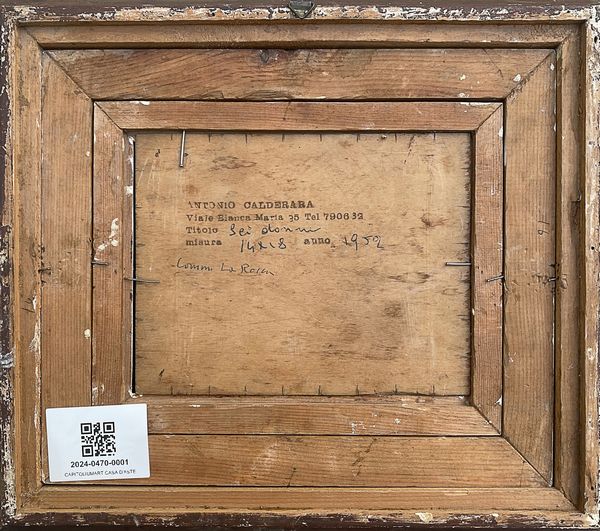 ANTONIO CALDERARA
Viale Bianca Maria 35 Tel 790632
Titolo Sei donne
misura 14x18 anno 1952
Comm. La Rosa
2024-0470-0001
CAPITOLIUMART CASA D'ASTE